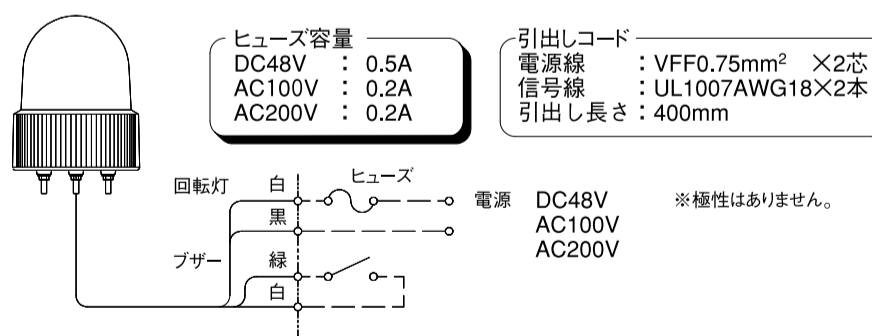 ヒューズ容量
DC48V : 0.5A
AC100V : 0.2A
AC200V : 0.2A
引出しコード
電源線 : VFF0.75mm² ×2芯
信号線 : UL1007AWG18×2本
引出し長さ : 400mm
回転灯
白
ヒューズ
黒
電源 DC48V
AC100V
AC200V
※極性はありません。
ブザー
緑
白